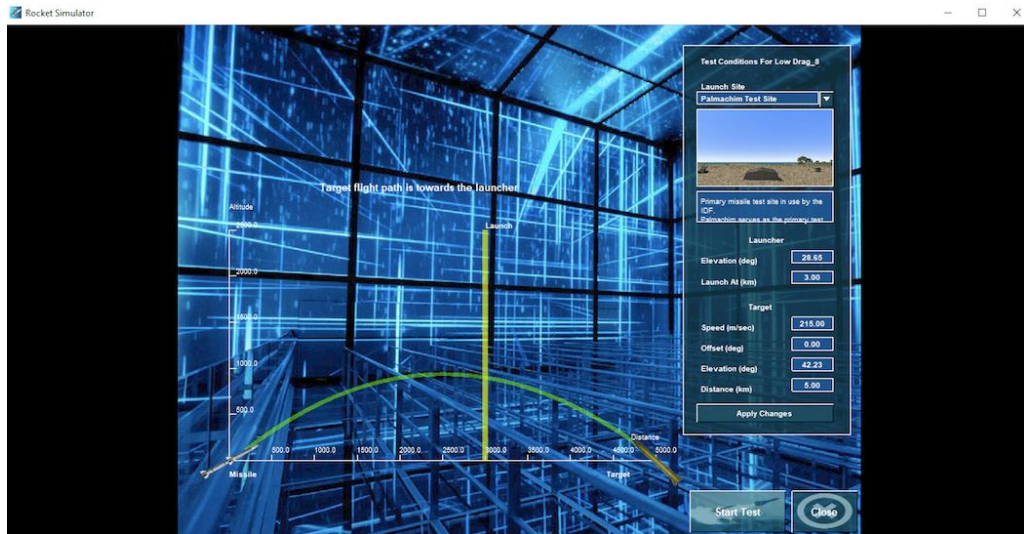 Rocket Simulator
Test Conditions For Low Drag_8
Launch Site
Palmachim Test Site
Primary missile test site in use by the
IDF.
Palmachim serves as the primary test
Launcher
Elevation (deg) 28.65
Launch At (km) 3.00
Target
Speed (m/sec) 215.00
Offset (deg) 0.00
Elevation (deg) 42.23
Distance (km) 5.00
Apply Changes
Target flight path is towards the launcher
Altitude
Launch
2000.0
1500.0
1000.0
500.0
Distance
500.0 1000.0 1500.0 2000.0 2500.0 3000.0 3500.0 4000.0 4500.0 5000.0
Missile
Target
Start Test
Close